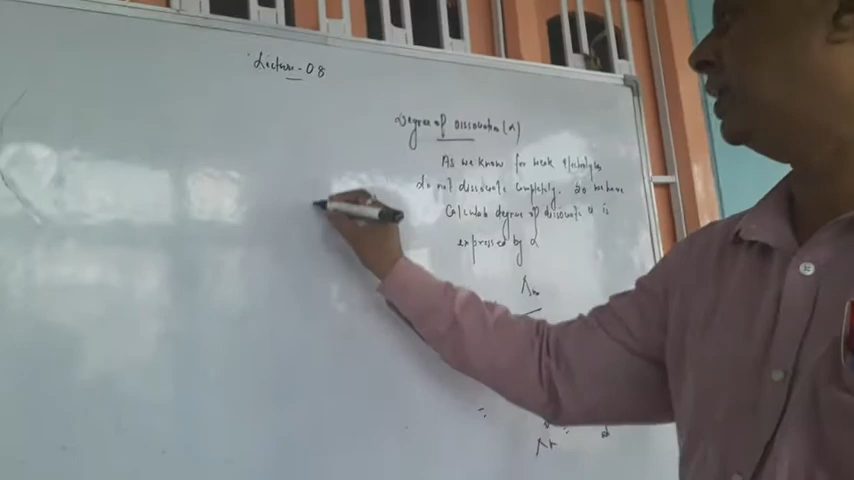 Lecture - 08
Degree of dissociation (α)
As we know for weak electrolytes
do not dissociate completely. So we have
Calculate degree of dissociate it is
expressed by α